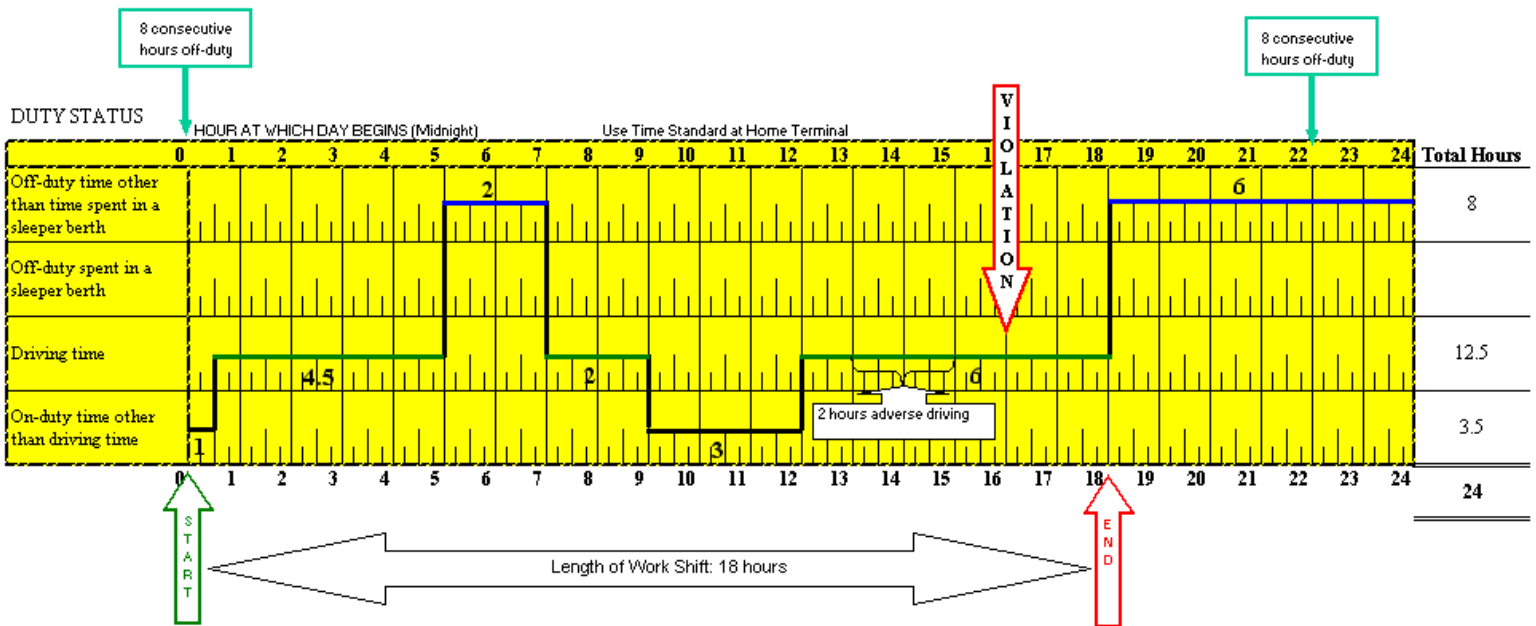 8 consecutive
hours off-duty
8 consecutive
hours off-duty
DUTY STATUS
HOUR AT WHICH DAY BEGINS (Midnight)
Use Time Standard at Home Terminal
VIOLATION
0 1 2 3 4 5 6 7 8 9 10 11 12 13 14 15 1 17 18 19 20 21 22 23 24 Total Hours
Off-duty time other
than time spent in a
sleeper berth
2
6
8
Off-duty spent in a
sleeper berth
Driving time
4.5
2
6
12.5
2 hours adverse driving
On-duty time other
than driving time
1
3
3.5
0 1 2 3 4 5 6 7 8 9 10 11 12 13 14 15 16 17 18 19 20 21 22 23 24
24
START
Length of Work Shift: 18 hours
END